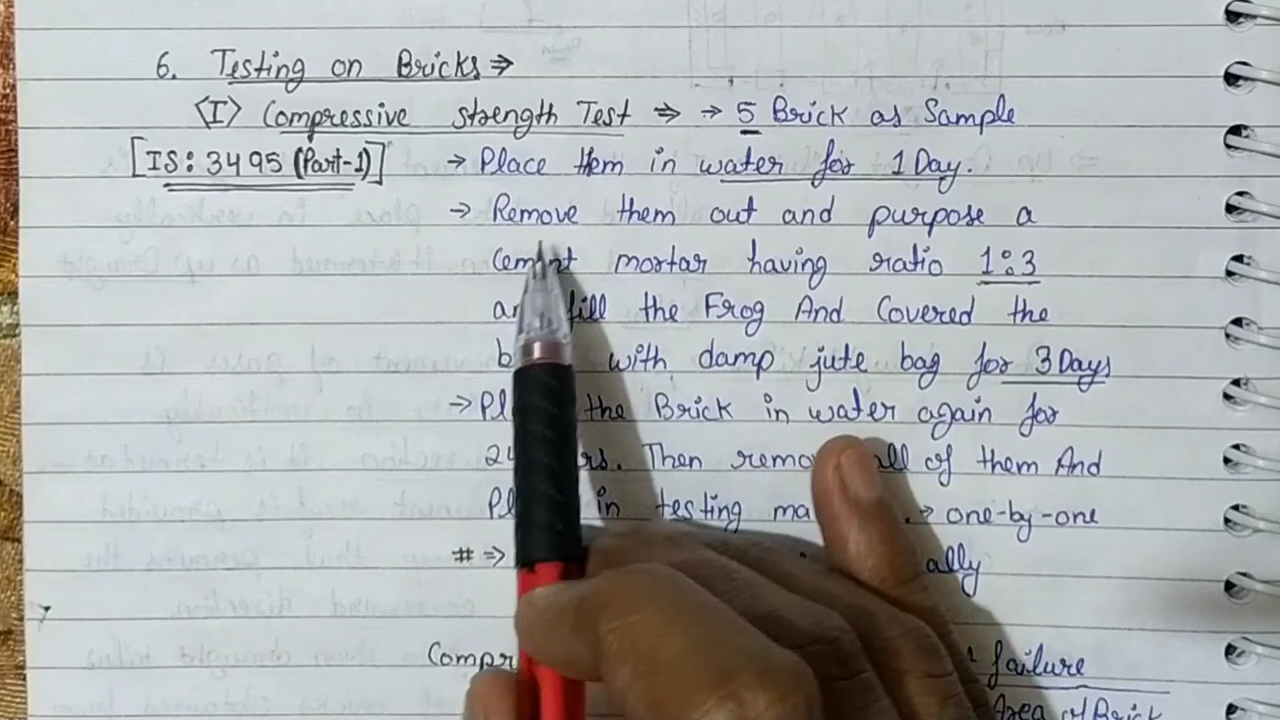 6. Testing on Bricks ⇒
<I> Compressive strength Test ⇒ → 5 Brick as Sample
[IS: 3495 (Part-1)] → Place them in water for 1 Day.
→ Remove them out and purpose a
mortar having ratio 1:3
fill the Frog And Covered the
with damp jute bag for 3 Days
→ the Brick in water again for
Then all of them And
in testing → one-by-one
# ⇒
failure
Area of Brick